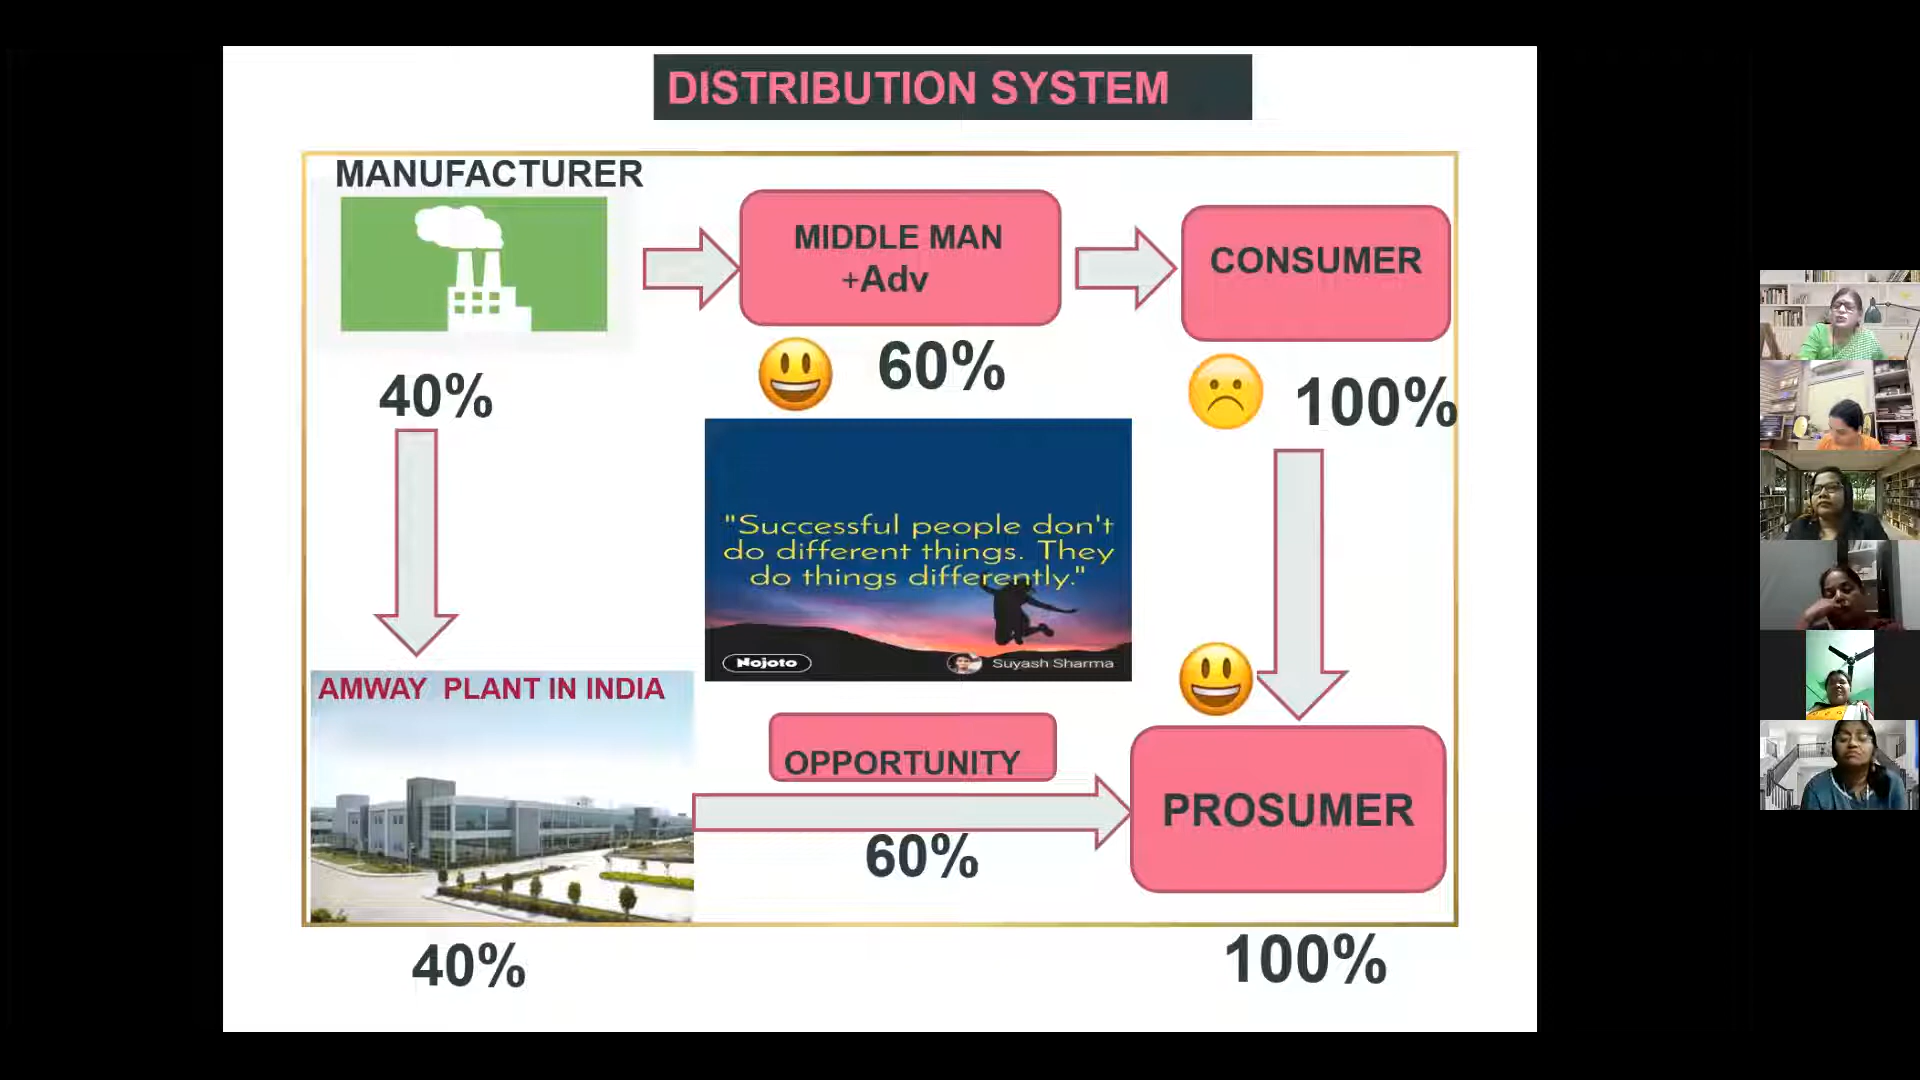 DISTRIBUTION SYSTEM
MANUFACTURER
MIDDLE MAN
+Adv
CONSUMER
40%
60%
100%
"Successful people don't
do different things. They
do things differently."
Nojoto
Suyash Sharma
AMWAY PLANT IN INDIA
OPPORTUNITY
60%
PROSUMER
40%
100%